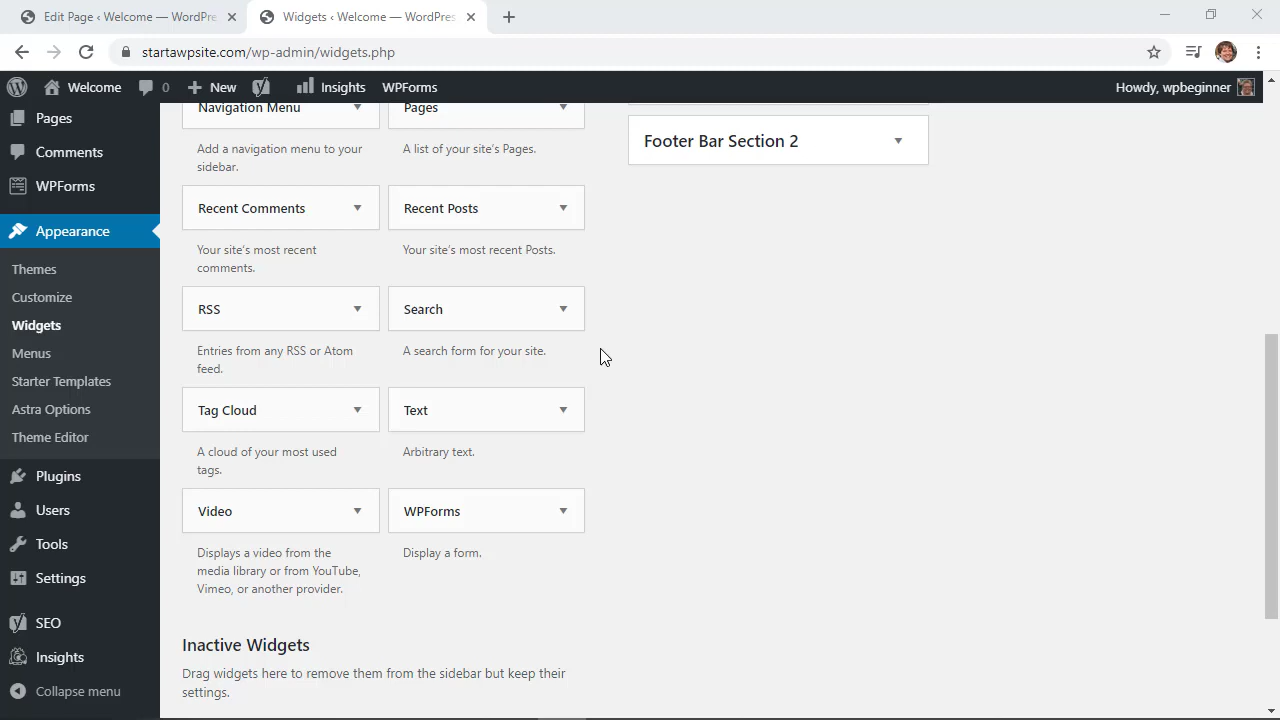 Edit Page ‹ Welcome — WordPre
Widgets ‹ Welcome — WordPres
startawpsite.com/wp-admin/widgets.php
Welcome
0
New
Insights
WPForms
Howdy, wpbeginner
Pages
Comments
WPForms
Appearance
Themes
Customize
Widgets
Menus
Starter Templates
Astra Options
Theme Editor
Plugins
Users
Tools
Settings
SEO
Insights
Collapse menu
Navigation Menu
Add a navigation menu to your
sidebar.
Pages
A list of your site's Pages.
Recent Comments
Your site's most recent
comments.
Recent Posts
Your site's most recent Posts.
RSS
Entries from any RSS or Atom
feed.
Search
A search form for your site.
Tag Cloud
A cloud of your most used
tags.
Text
Arbitrary text.
Video
Displays a video from the
media library or from YouTube,
Vimeo, or another provider.
WPForms
Display a form.
Inactive Widgets
Drag widgets here to remove them from the sidebar but keep their
settings.
Footer Bar Section 2